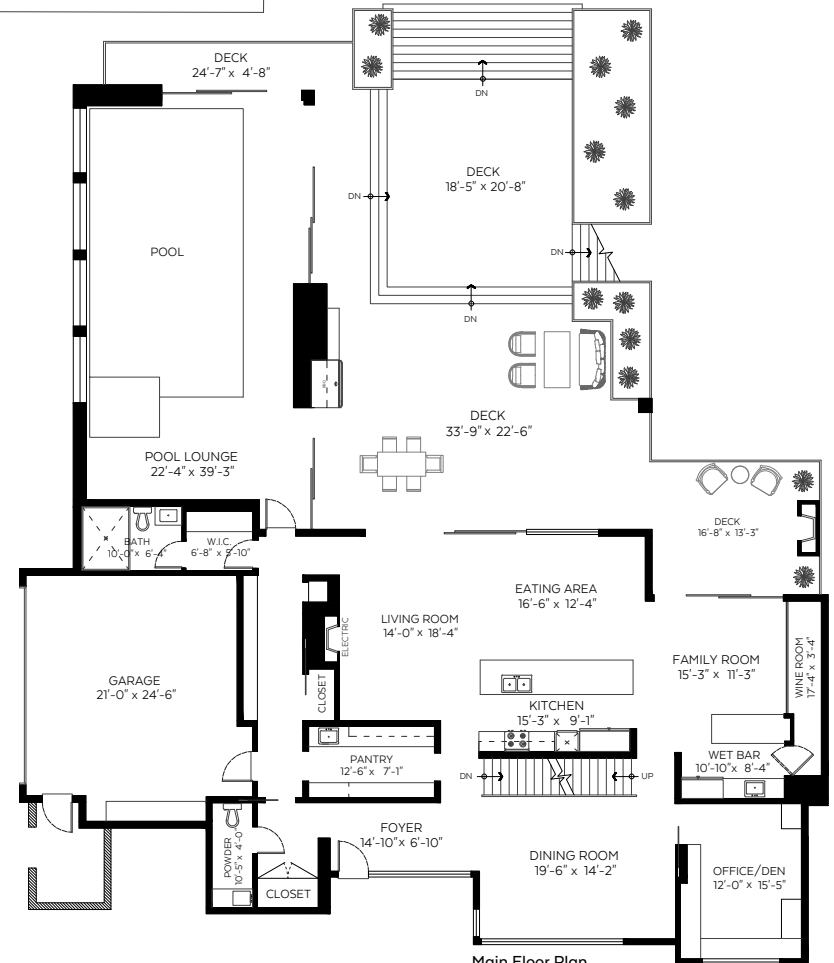 DECK
24'-7" x 4'-8"
DN
DECK
18'-5" x 20'-8"
DN
POOL
DN
DN
DECK
33'-9" x 22'-6"
POOL LOUNGE
22'-4" x 39'-3"
DECK
16'-8" x 13'-3"
BATH
10'-0" x 6'-4"
W.I.C.
6'-8" x 5'-10"
EATING AREA
16'-6" x 12'-4"
LIVING ROOM
14'-0" x 18'-4"
ELECTRIC
FAMILY ROOM
15'-3" x 11'-3"
WINE ROOM
17'-4" x 3'-4"
GARAGE
21'-0" x 24'-6"
CLOSET
KITCHEN
15'-3" x 9'-1"
PANTRY
12'-6" x 7'-1"
WET BAR
10'-10" x 8'-4"
DN
UP
FOYER
14'-10" x 6'-10"
POWDER
10'-5" x 4'-0"
DINING ROOM
19'-6" x 14'-2"
OFFICE/DEN
12'-0" x 15'-5"
CLOSET
Main Floor Plan